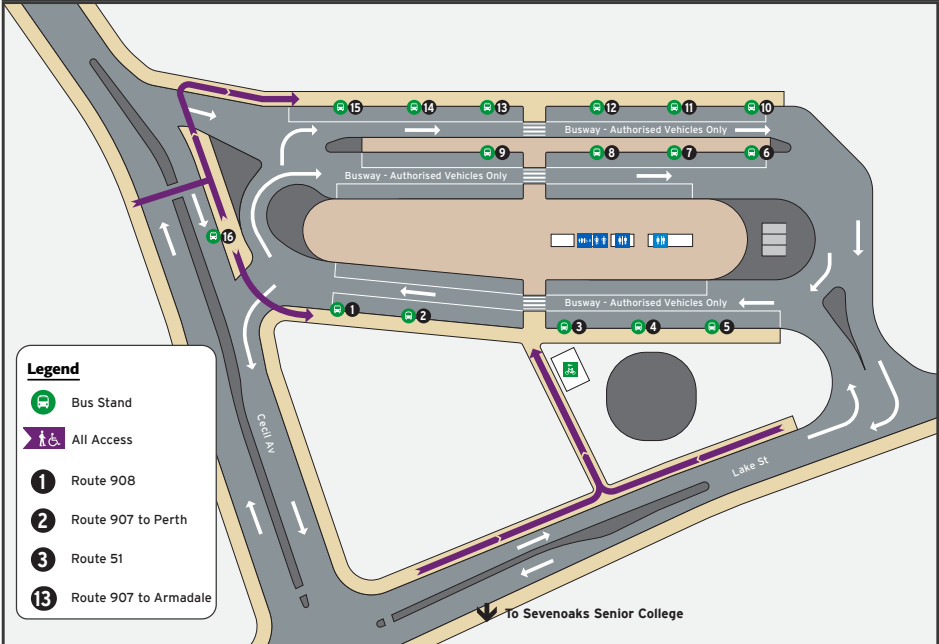 15 14 13 12 11 10
Busway - Authorised Vehicles Only
9 8 7 6
Busway - Authorised Vehicles Only
16
Busway - Authorised Vehicles Only
1 2
3 4 5
Legend
Bus Stand
All Access
1 Route 908
2 Route 907 to Perth
3 Route 51
13 Route 907 to Armadale
Cecil Av
Lake St
To Sevenoaks Senior College